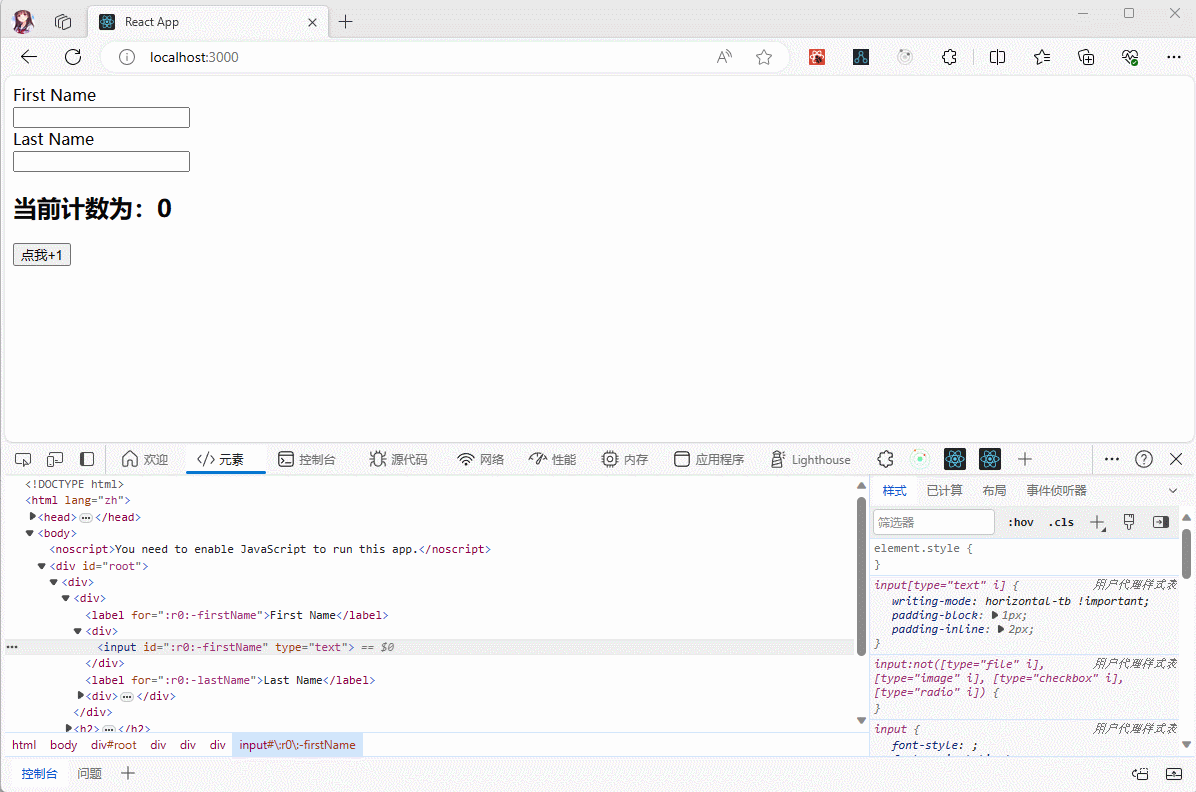 React App
localhost:3000
First Name
Last Name
当前计数为：0
点我+1
欢迎 </> 元素 控制台 源代码 网络 性能 内存 应用程序 Lighthouse
<!DOCTYPE html>
<html lang="zh">
<head> ⋯ </head>
<body>
<noscript>You need to enable JavaScript to run this app.</noscript>
<div id="root">
<div>
<div>
<label for=":r0:-firstName">First Name</label>
<div>
<input id=":r0:-firstName" type="text"> == $0
</div>
<label for=":r0:-lastName">Last Name</label>
<div> ⋯ </div>
</div>
<h2> ⋯ </h2>
html body div#root div div div input#\:r0\:-firstName
样式 已计算 布局 事件侦听器
筛选器 :hov .cls
element.style {
}
input[type="text" i] { 用户代理样式表
writing-mode: horizontal-tb !important;
padding-block: 1px;
padding-inline: 2px;
}
input:not([type="file" i], 用户代理样式表
[type="image" i], [type="checkbox" i],
[type="radio" i]) {
}
input { 用户代理样式表
font-style: ;
控制台 问题